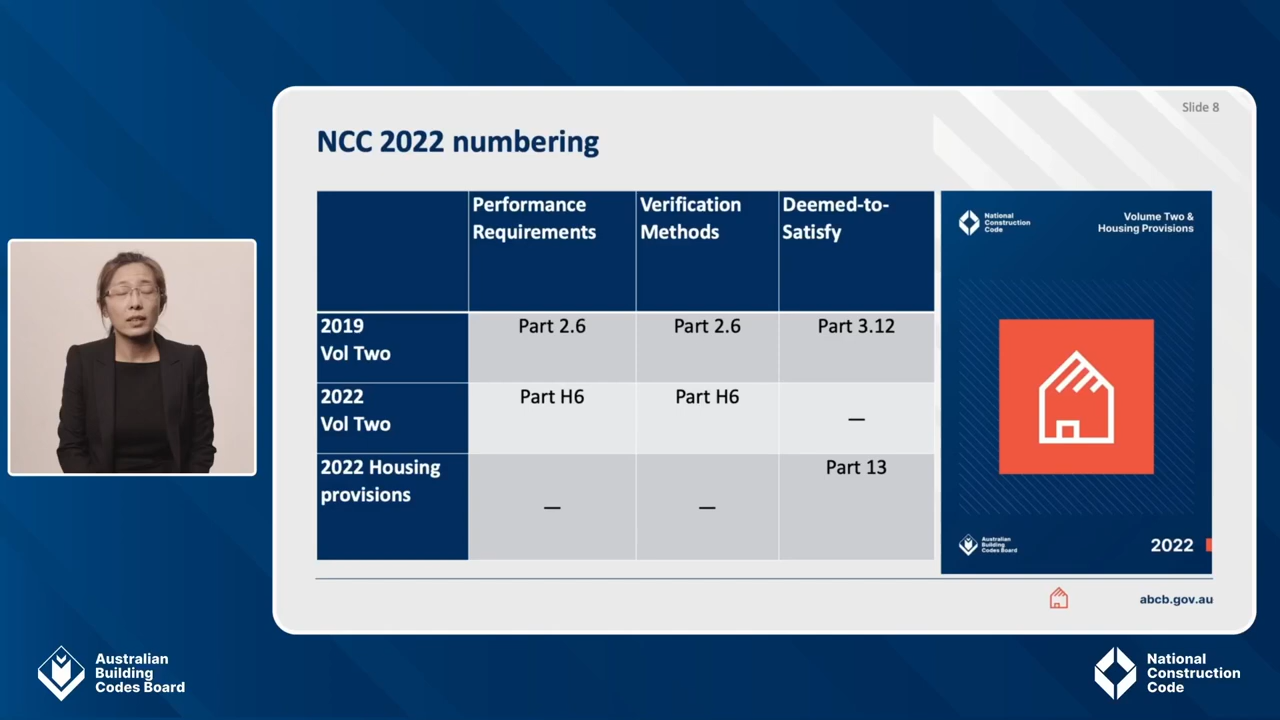 Slide 8
NCC 2022 numbering
Performance
Requirements
Verification
Methods
Deemed-to-
Satisfy
2019
Vol Two
Part 2.6
Part 2.6
Part 3.12
2022
Vol Two
Part H6
Part H6
—
2022 Housing
provisions
—
—
Part 13
National
Construction
Code
Volume Two &
Housing Provisions
Australian
Building
Codes Board
2022
abcb.gov.au
Australian
Building
Codes Board
National
Construction
Code